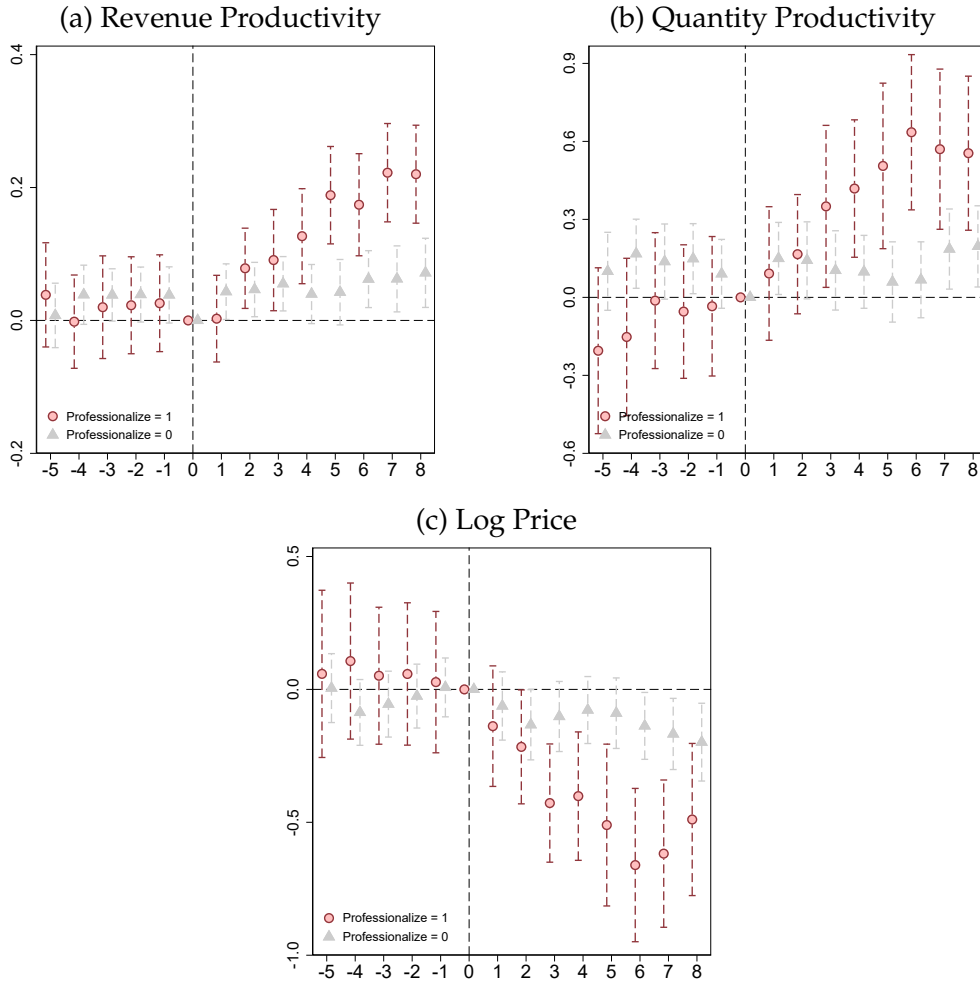 (a) Revenue Productivity
0.4
0.2
0.0
-0.2
Professionalize = 1
Professionalize = 0
-5 -4 -3 -2 -1 0 1 2 3 4 5 6 7 8
(b) Quantity Productivity
0.9
0.6
0.3
0.0
-0.3
-0.6
Professionalize = 1
Professionalize = 0
-5 -4 -3 -2 -1 0 1 2 3 4 5 6 7 8
(c) Log Price
0.5
0.0
-0.5
-1.0
Professionalize = 1
Professionalize = 0
-5 -4 -3 -2 -1 0 1 2 3 4 5 6 7 8